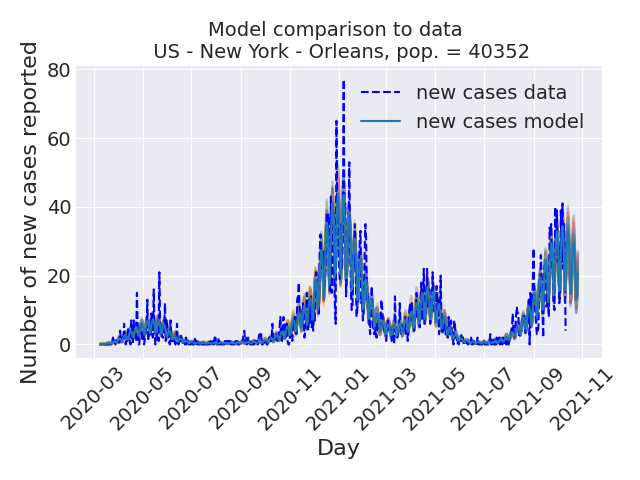 Model comparison to data
US - New York - Orleans, pop. = 40352
Number of new cases reported
80
60
40
20
0
new cases data
new cases model
2020-03
2020-05
2020-07
2020-09
2020-11
2021-01
2021-03
2021-05
2021-07
2021-09
2021-11
Day